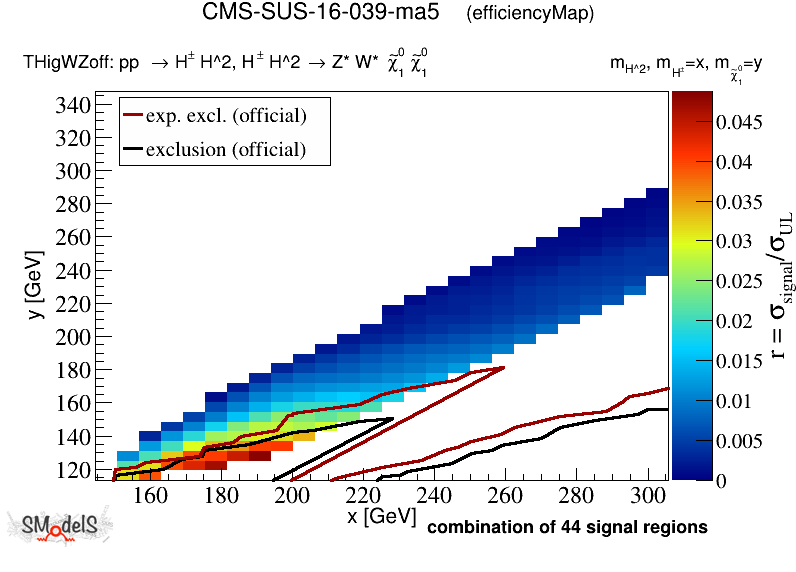 CMS-SUS-16-039-ma5 (efficiencyMap)
THigWZoff: pp → H± H^2, H± H^2 → Z* W* χ̃₁⁰ χ̃₁⁰
m_H^2, m_H±=x, m_χ̃₁⁰=y
exp. excl. (official)
exclusion (official)
340
320
300
280
260
240
220
200
180
160
140
120
y [GeV]
160 180 200 220 240 260 280 300
x [GeV]
0.045
0.04
0.035
0.03
0.025
0.02
0.015
0.01
0.005
0
r = σ_signal/σ_UL
SModelS
combination of 44 signal regions